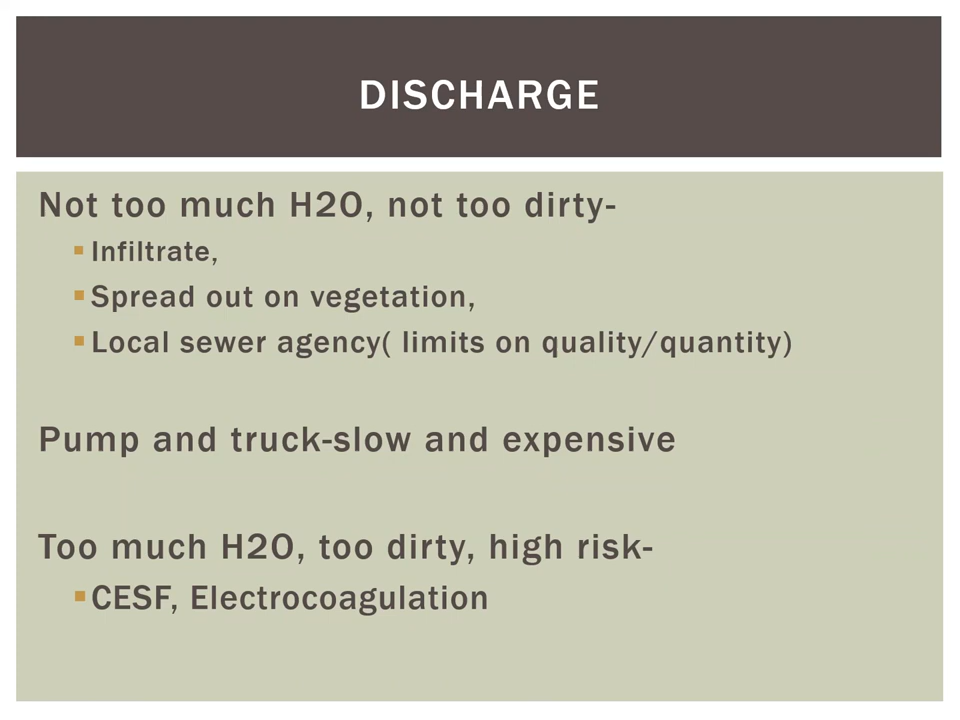 DISCHARGE
Not too much H2O, not too dirty-
Infiltrate,
Spread out on vegetation,
Local sewer agency( limits on quality/quantity)
Pump and truck-slow and expensive
Too much H2O, too dirty, high risk-
CESF, Electrocoagulation